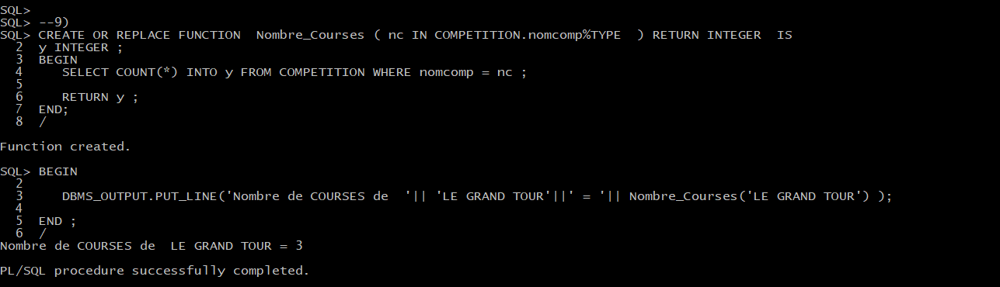 SQL>
SQL> --9)
SQL> CREATE OR REPLACE FUNCTION  Nombre_Courses ( nc IN COMPETITION.nomcomp%TYPE  ) RETURN INTEGER  IS
  2  y INTEGER ;
  3  BEGIN
  4     SELECT COUNT(*) INTO y FROM COMPETITION WHERE nomcomp = nc ;
  5
  6     RETURN y ;
  7  END;
  8  /
Function created.
SQL> BEGIN
  2
  3     DBMS_OUTPUT.PUT_LINE('Nombre de COURSES de  '|| 'LE GRAND TOUR'||' = '|| Nombre_Courses('LE GRAND TOUR') );
  4
  5  END ;
  6  /
Nombre de COURSES de  LE GRAND TOUR = 3
PL/SQL procedure successfully completed.